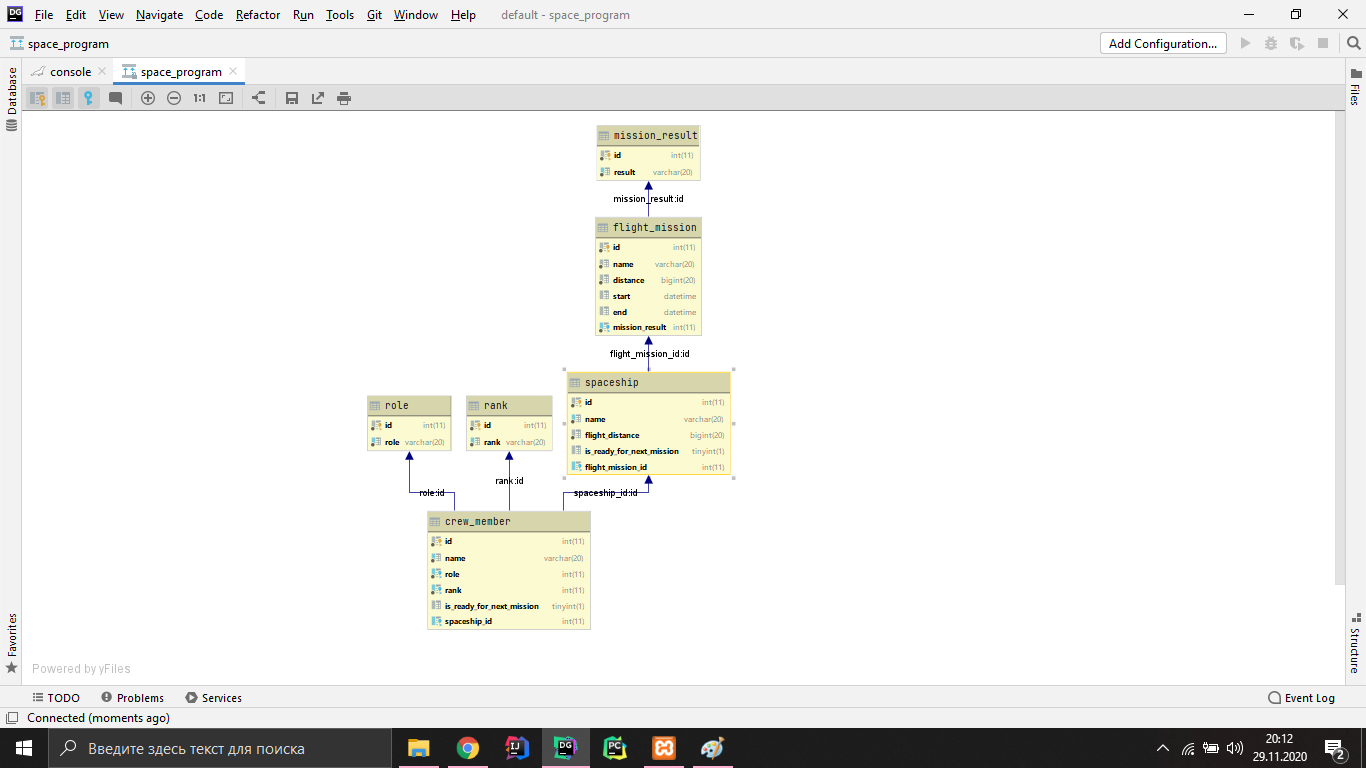 DG File Edit View Navigate Code Refactor Run Tools Git Window Help default - space_program
space_program Add Configuration...
Database
Files
console space_program
1:1
mission_result
id int(11)
result varchar(20)
mission_result:id
flight_mission
id int(11)
name varchar(20)
distance bigint(20)
start datetime
end datetime
mission_result int(11)
flight_mission_id:id
spaceship
id int(11)
name varchar(20)
flight_distance bigint(20)
is_ready_for_next_mission tinyint(1)
flight_mission_id int(11)
role
id int(11)
role varchar(20)
rank
id int(11)
rank varchar(20)
role:id
rank:id
spaceship_id:id
crew_member
id int(11)
name varchar(20)
role int(11)
rank int(11)
is_ready_for_next_mission tinyint(1)
spaceship_id int(11)
Favorites
Structure
Powered by yFiles
TODO Problems Services Event Log
Connected (moments ago)
Введите здесь текст для поиска
IJ DG PC
20:12
29.11.2020
2